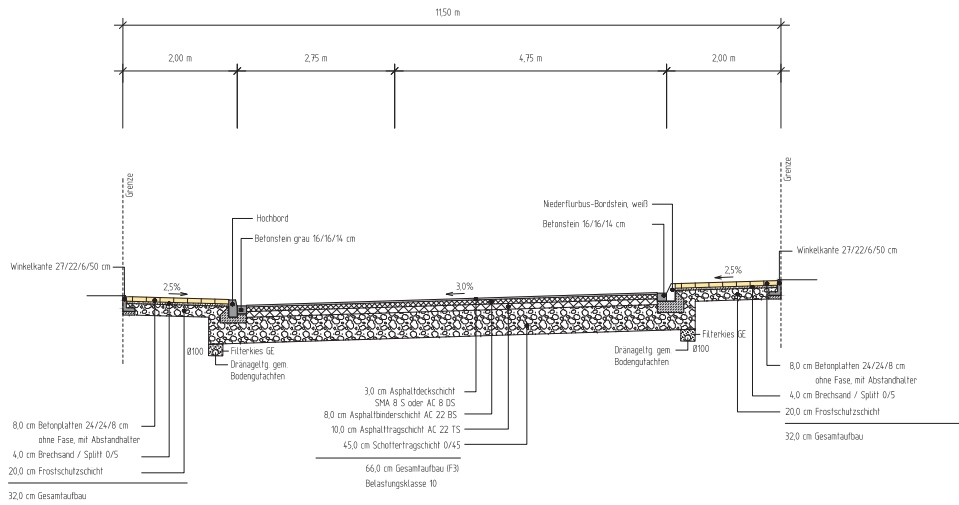 11,50 m
2,00 m
2,75 m
4,75 m
2,00 m
Grenze
Grenze
Niederflurbus-Bordstein, weiß
Hochbord
Betonstein 16/16/14 cm
Betonstein grau 16/16/14 cm
Winkelkante 27/22/6/50 cm
Winkelkante 27/22/6/50 cm
2,5%
3,0%
2,5%
Ø100
Filterkies GE
Dränageltg. gem.
Bodengutachten
Filterkies GE
Dränageltg. gem.
Ø100
Bodengutachten
8,0 cm Betonplatten 24/24/8 cm
ohne Fase, mit Abstandhalter
4,0 cm Brechsand / Splitt 0/5
20,0 cm Frostschutzschicht
32,0 cm Gesamtaufbau
3,0 cm Asphaltdeckschicht
SMA 8 S oder AC 8 DS
8,0 cm Asphaltbinderschicht AC 22 BS
10,0 cm Asphalttragschicht AC 22 TS
45,0 cm Schottertragschicht 0/45
66,0 cm Gesamtaufbau (F3)
Belastungsklasse 10
8,0 cm Betonplatten 24/24/8 cm
ohne Fase, mit Abstandhalter
4,0 cm Brechsand / Splitt 0/5
20,0 cm Frostschutzschicht
32,0 cm Gesamtaufbau